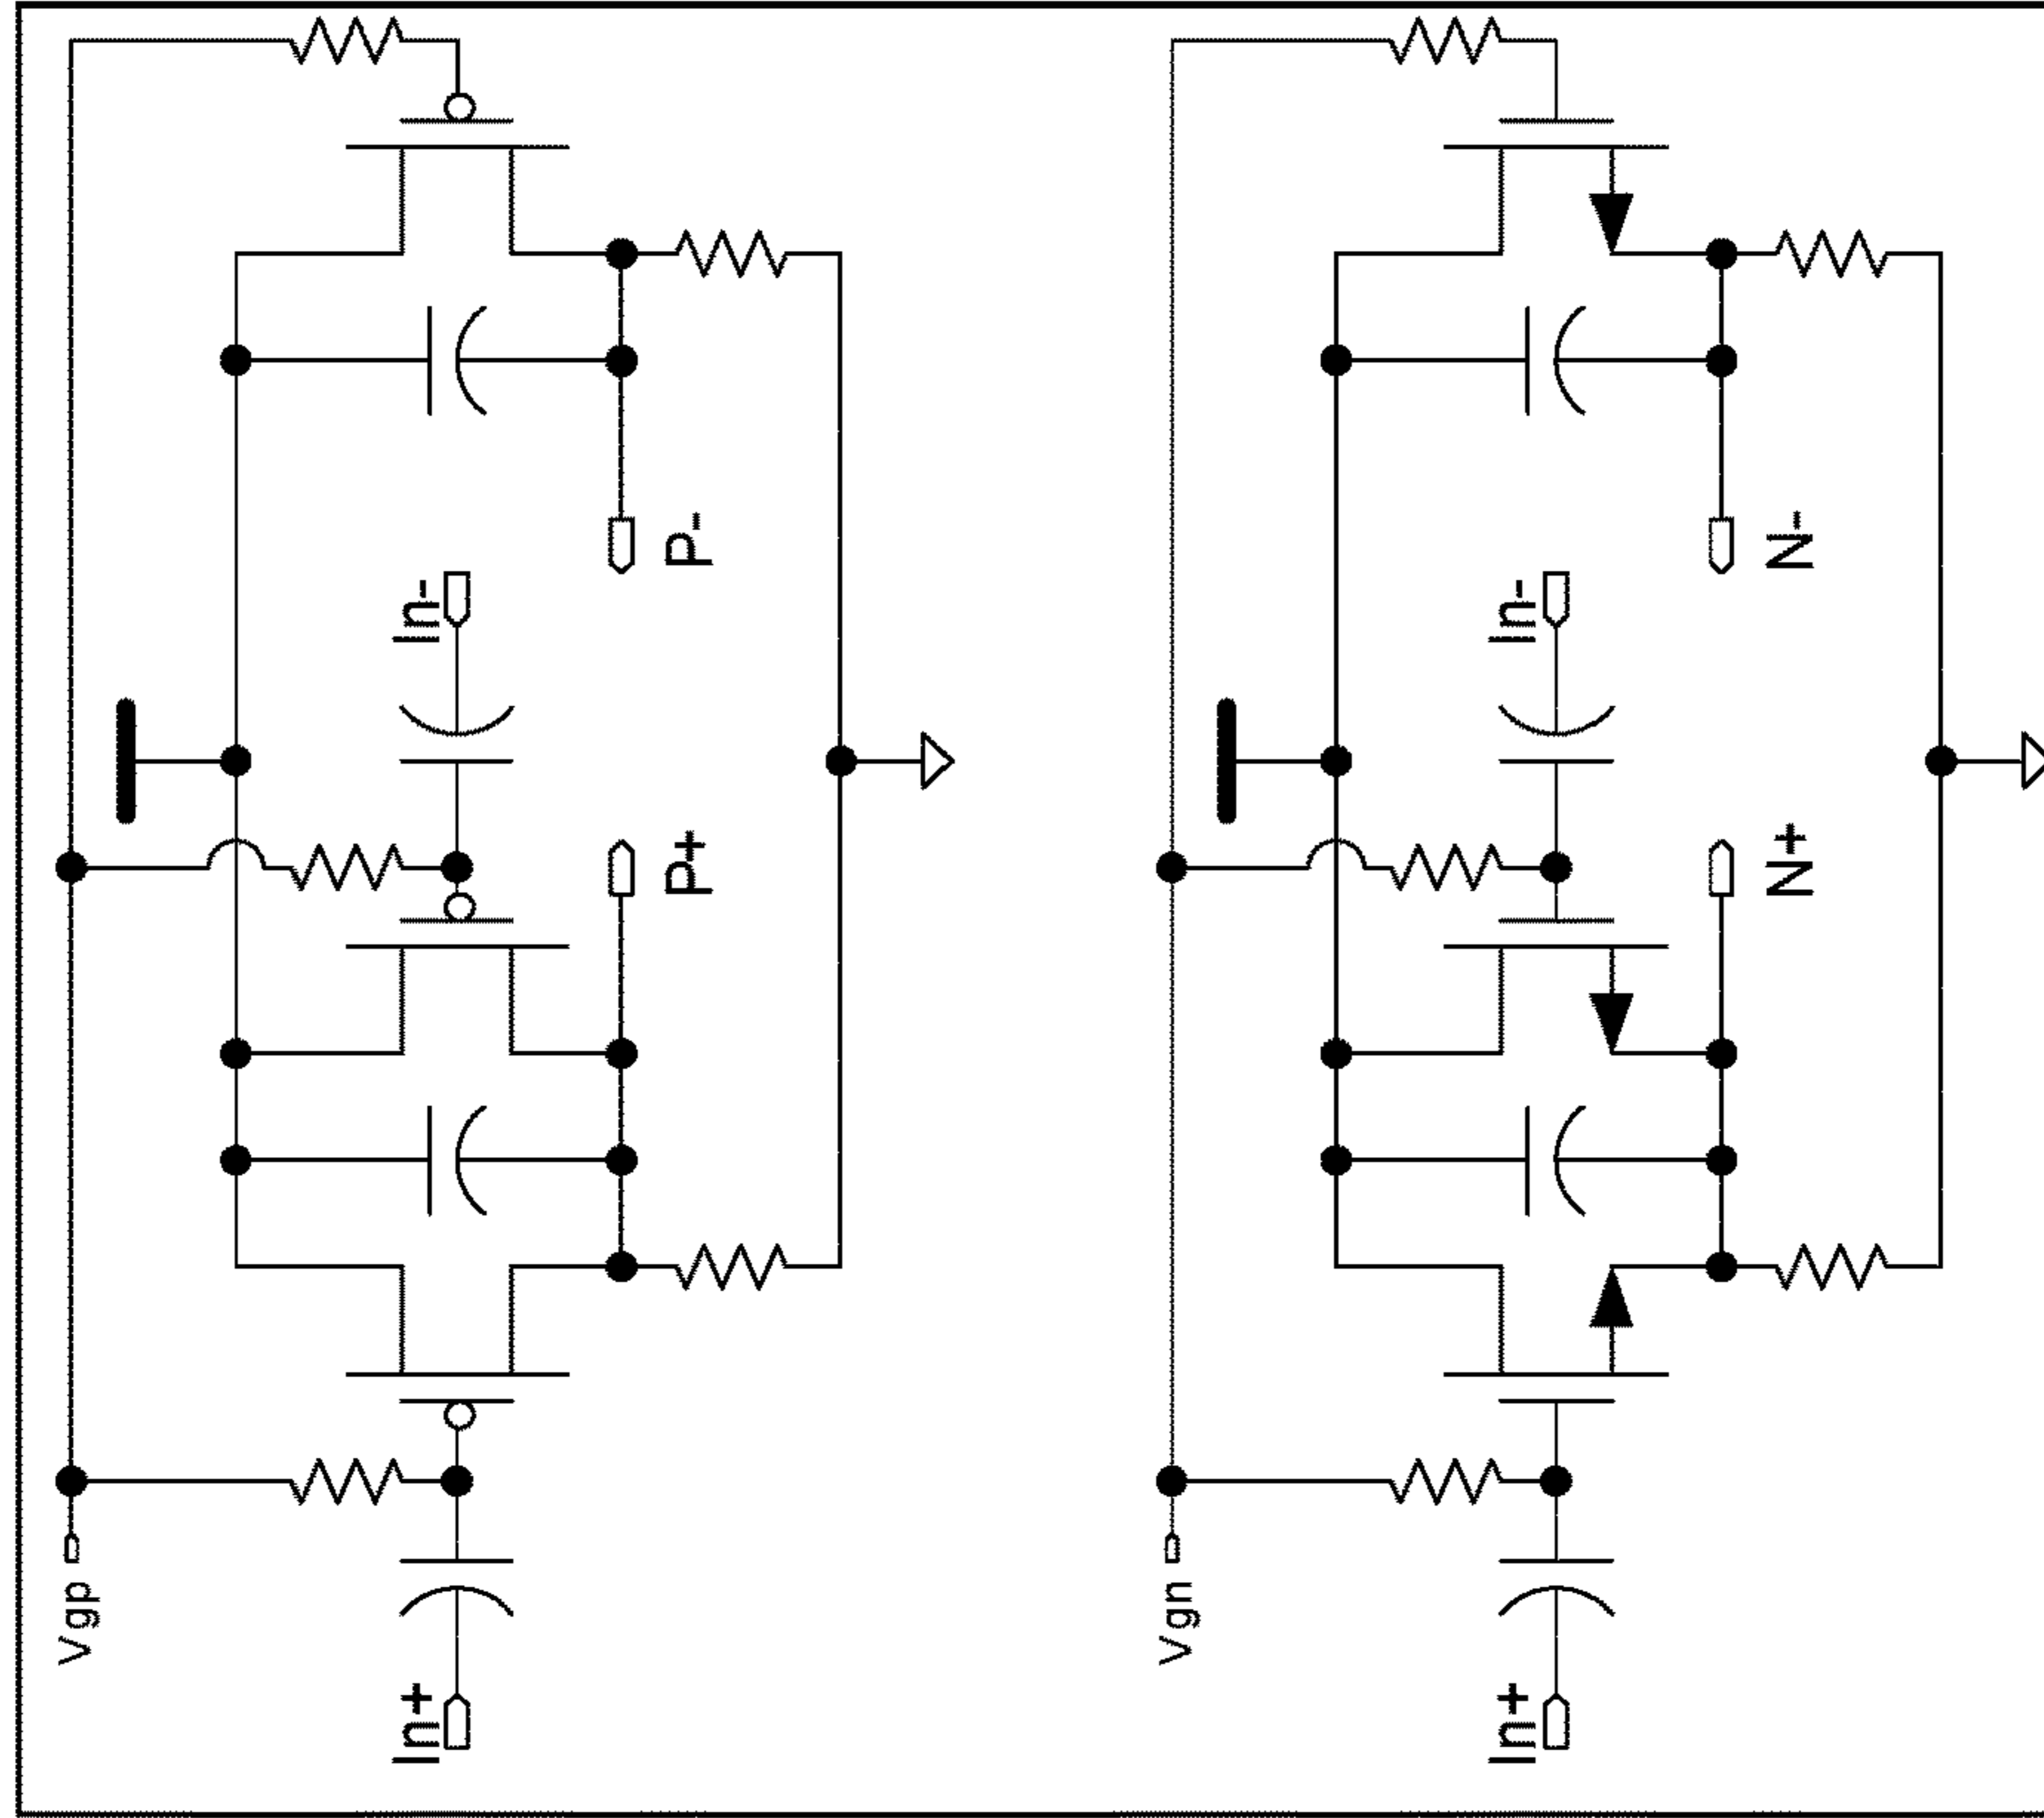 Vgp
In+
P+
In-
P-
Vgn
In+
N+
In-
N-